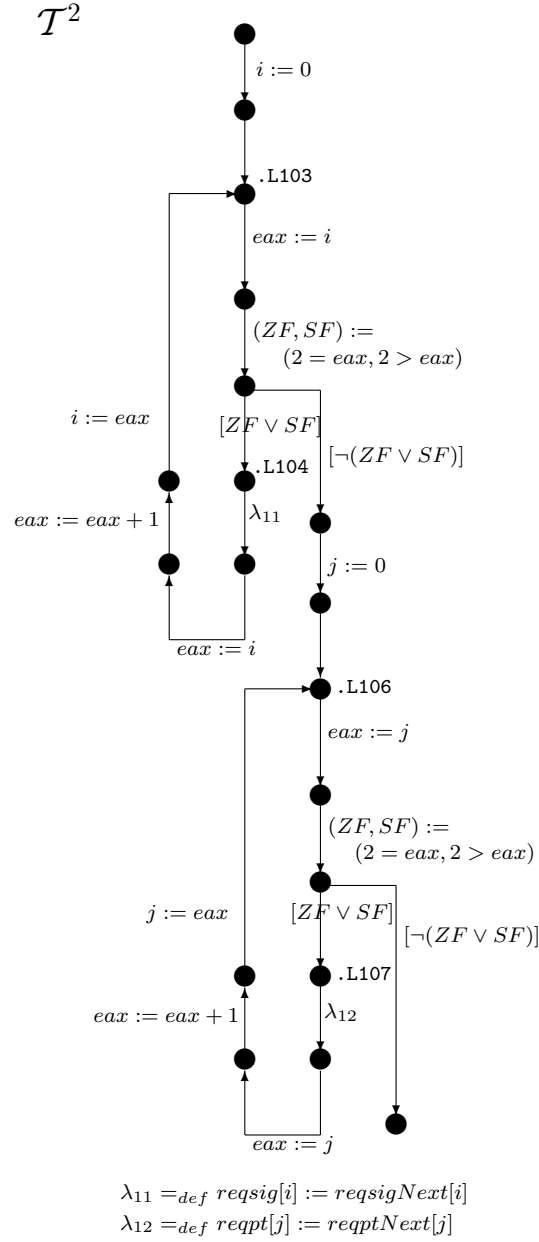 𝒯²
i := 0
.L103
eax := i
(ZF, SF) :=
(2 = eax, 2 > eax)
i := eax
[ZF ∨ SF]
[¬(ZF ∨ SF)]
.L104
eax := eax + 1
λ₁₁
j := 0
eax := i
.L106
eax := j
(ZF, SF) :=
(2 = eax, 2 > eax)
j := eax
[ZF ∨ SF]
[¬(ZF ∨ SF)]
.L107
eax := eax + 1
λ₁₂
eax := j
λ₁₁ =def reqsig[i] := reqsigNext[i]
λ₁₂ =def reqpt[j] := reqptNext[j]